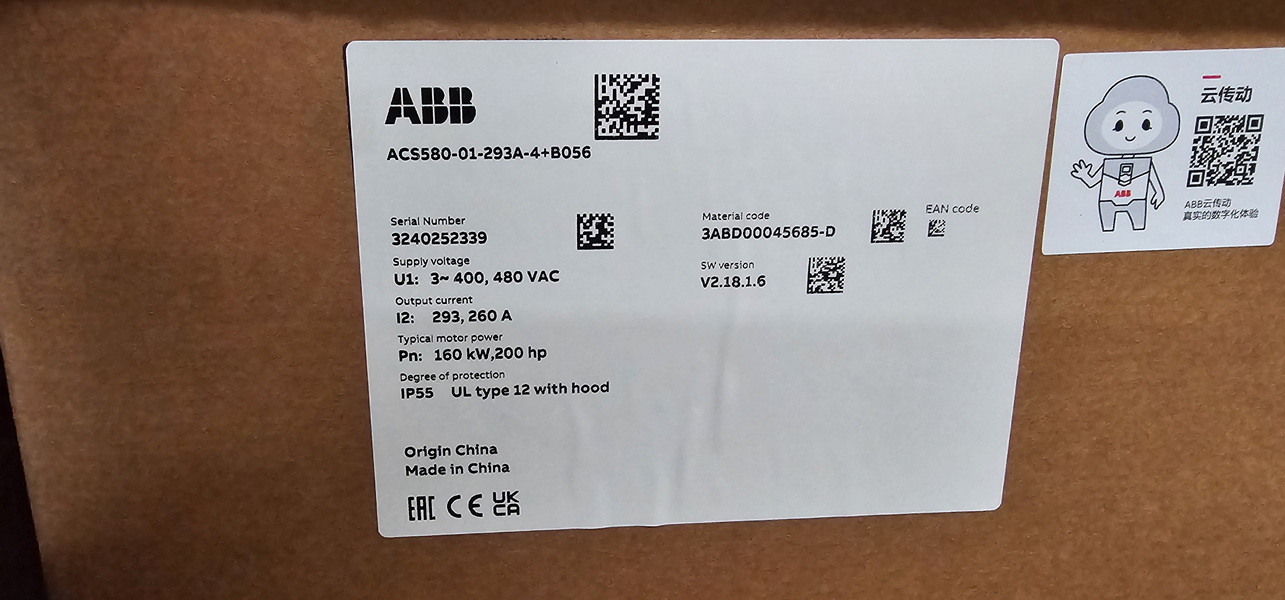 ABB
ACS580-01-293A-4+B056
Serial Number
3240252339
Supply voltage
U1: 3~ 400, 480 VAC
Output current
I2: 293, 260 A
Typical motor power
Pn: 160 kW,200 hp
Degree of protection
IP55 UL type 12 with hood
Material code
3ABD00045685-D
EAN code
SW version
V2.18.1.6
Origin China
Made in China
EAC CE UK
CA
云传动
ABB
ABB云传动
真实的数字化体验